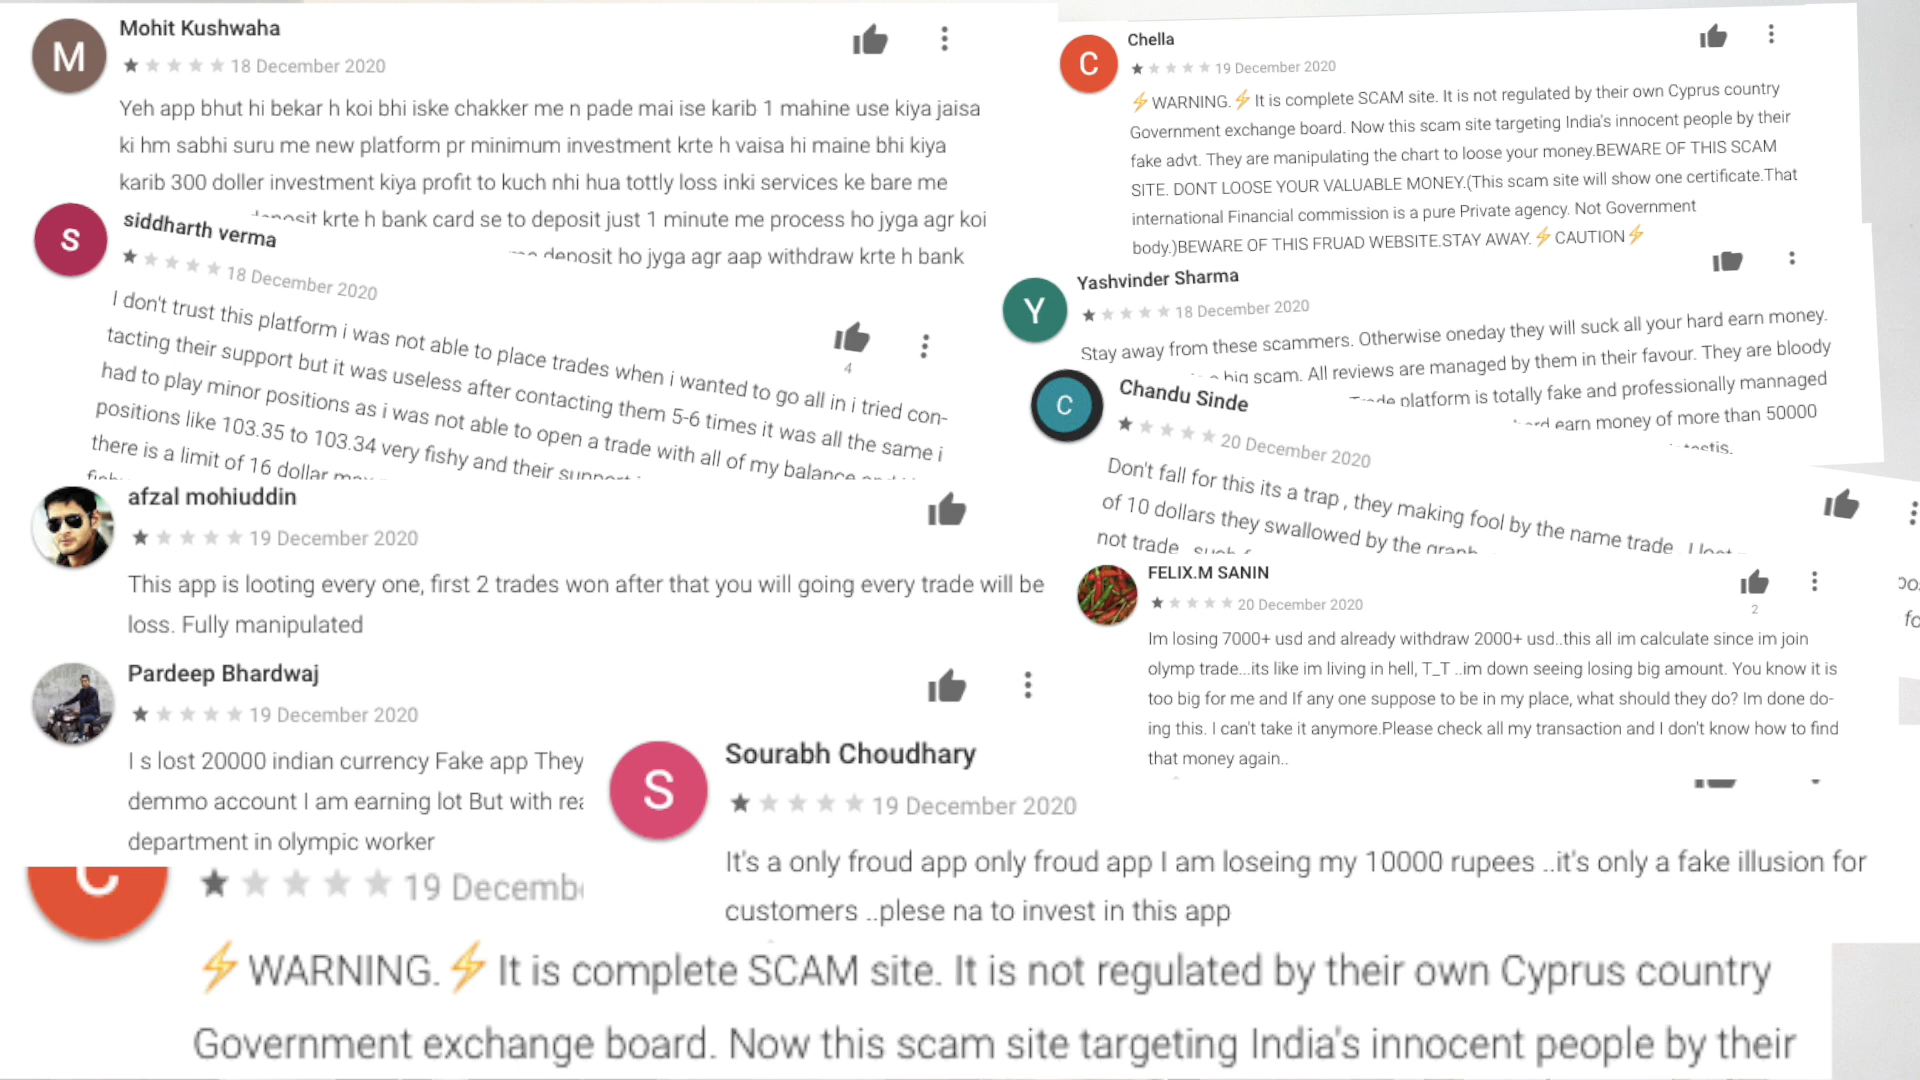 M
Mohit Kushwaha
18 December 2020
Yeh app bhut hi bekar h koi bhi iske chakker me n pade mai ise karib 1 mahine use kiya jaisa
ki hm sabhi suru me new platform pr minimum investment krte h vaisa hi maine bhi kiya
karib 300 doller investment kiya profit to kuch nhi hua tottly loss inki services ke bare me
krte h bank card se to deposit just 1 minute me process ho jyga agr koi
deposit ho jyga agr aap withdraw krte h bank
S
siddharth verma
18 December 2020
4
I don't trust this platform i was not able to place trades when i wanted to go all in i tried con-
tacting their support but it was useless after contacting them 5-6 times it was all the same i
had to play minor positions as i was not able to open a trade with all of my balance
positions like 103.35 to 103.34 very fishy and their
there is a limit of 16 dollar
afzal mohiuddin
19 December 2020
This app is looting every one, first 2 trades won after that you will going every trade will be
loss. Fully manipulated
Pardeep Bhardwaj
19 December 2020
I s lost 20000 indian currency Fake app They
demmo account I am earning lot But with
department in olympic worker
Chella
C
19 December 2020
⚡WARNING.⚡It is complete SCAM site. It is not regulated by their own Cyprus country
Government exchange board. Now this scam site targeting India's innocent people by their
fake advt. They are manipulating the chart to loose your money.BEWARE OF THIS SCAM
SITE. DONT LOOSE YOUR VALUABLE MONEY.(This scam site will show one certificate.That
international Financial commission is a pure Private agency. Not Government
body.)BEWARE OF THIS FRUAD WEBSITE.STAY AWAY.⚡CAUTION⚡
Y
Yashvinder Sharma
18 December 2020
Stay away from these scammers. Otherwise oneday they will suck all your hard earn money.
big scam. All reviews are managed by them in their favour. They are bloody
platform is totally fake and professionally mannaged
earn money of more than 50000
C
Chandu Sinde
20 December 2020
Don't fall for this its a trap , they making fool by the name trade
of 10 dollars they swallowed by the
not trade
FELIX.M SANIN
20 December 2020
2
Im losing 7000+ usd and already withdraw 2000+ usd..this all im calculate since im join
olymp trade...its like im living in hell, T_T ..im down seeing losing big amount. You know it is
too big for me and If any one suppose to be in my place, what should they do? Im done do-
ing this. I can't take it anymore.Please check all my transaction and I don't know how to find
that money again..
S
Sourabh Choudhary
19 December 2020
It's a only froud app only froud app I am loseing my 10000 rupees ..it's only a fake illusion for
customers ..plese na to invest in this app
19
⚡WARNING.⚡It is complete SCAM site. It is not regulated by their own Cyprus country
Government exchange board. Now this scam site targeting India's innocent people by their